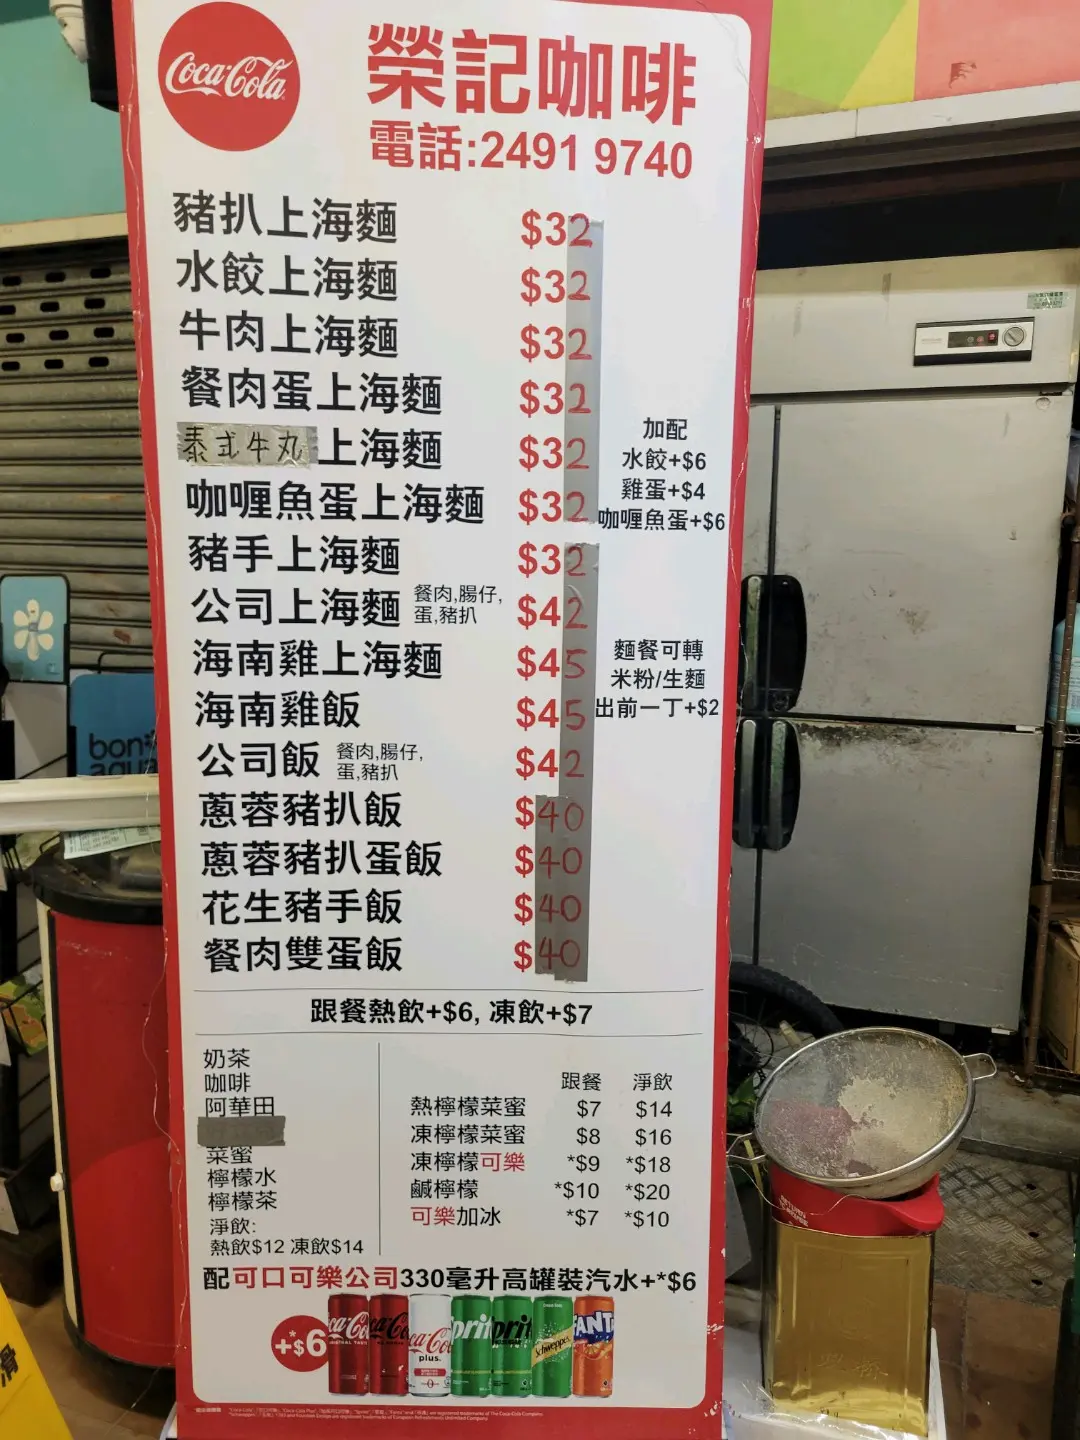 Coca-Cola
榮記咖啡
電話:2491 9740
豬扒上海麵 $32
水餃上海麵 $32
牛肉上海麵 $32
餐肉蛋上海麵 $32
泰式牛丸上海麵 $32
咖喱魚蛋上海麵 $32
豬手上海麵 $32
公司上海麵 餐肉,腸仔,蛋,豬扒 $42
海南雞上海麵 $45
海南雞飯 $45
公司飯 餐肉,腸仔,蛋,豬扒 $42
蔥蓉豬扒飯 $40
蔥蓉豬扒蛋飯 $40
花生豬手飯 $40
餐肉雙蛋飯 $40
加配
水餃+$6
雞蛋+$4
咖喱魚蛋+$6
麵餐可轉
米粉/生麵
出前一丁+$2
跟餐熱飲+$6, 凍飲+$7
奶茶
咖啡
阿華田
菜蜜
檸檬水
檸檬茶
淨飲:
熱飲$12 凍飲$14
跟餐 淨飲
熱檸檬菜蜜 $7 $14
凍檸檬菜蜜 $8 $16
凍檸檬可樂 *$9 *$18
鹹檸檬 *$10 *$20
可樂加冰 *$7 *$10
配可口可樂公司330毫升高罐裝汽水+*$6
+*$6
Coca-Cola
plus.
Sprite
Schweppes
FANTA
bon
aqua
滑